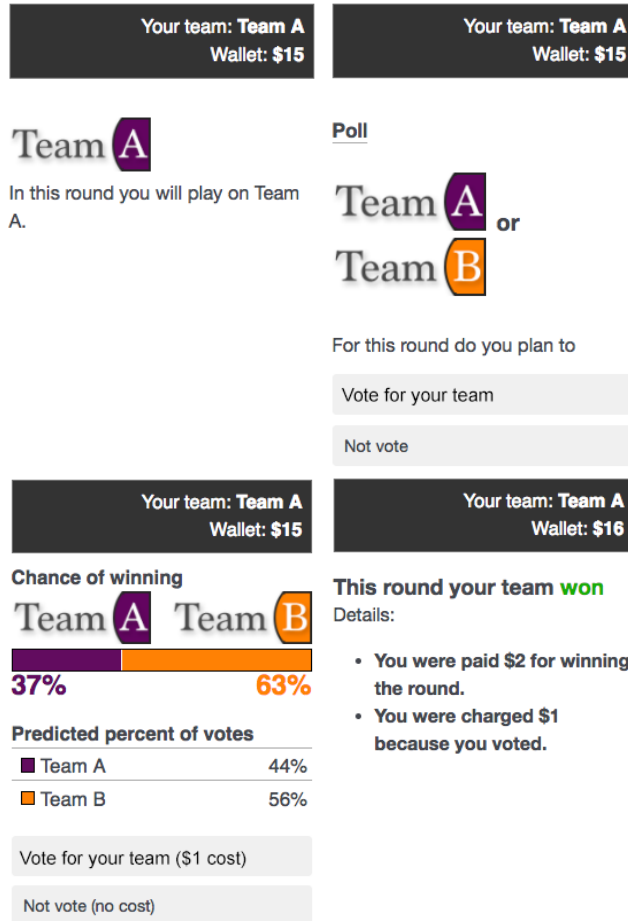 Your team: Team A
Wallet: $15
Team A
In this round you will play on Team
A.
Your team: Team A
Wallet: $15
Poll
Team A or
Team B
For this round do you plan to
Vote for your team
Not vote
Your team: Team A
Wallet: $15
Chance of winning
Team A Team B
37% 63%
Predicted percent of votes
Team A 44%
Team B 56%
Vote for your team ($1 cost)
Not vote (no cost)
Your team: Team A
Wallet: $16
This round your team won
Details:
• You were paid $2 for winning
the round.
• You were charged $1
because you voted.